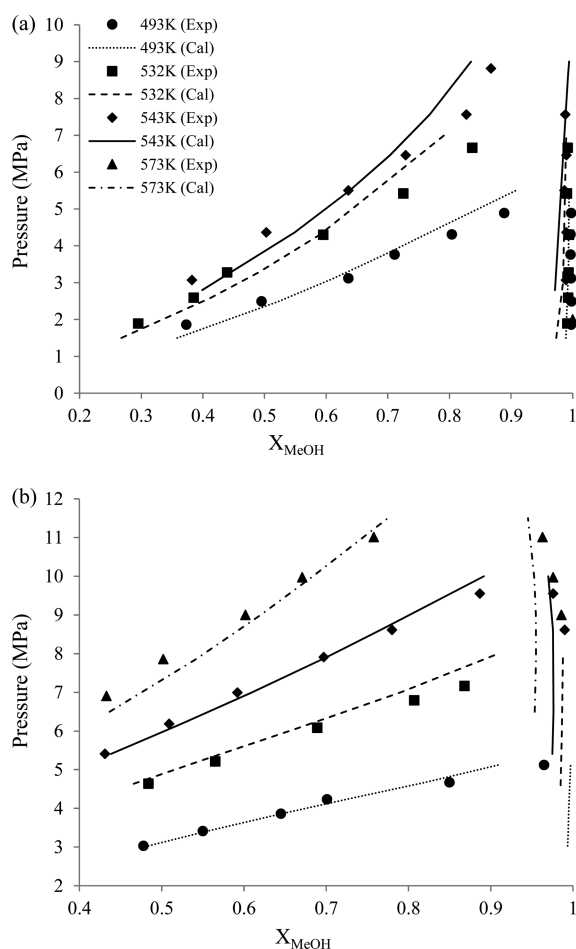 (a)
493K (Exp)
493K (Cal)
532K (Exp)
532K (Cal)
543K (Exp)
543K (Cal)
573K (Exp)
573K (Cal)
Pressure (MPa)
10
9
8
7
6
5
4
3
2
1
0
0.2 0.3 0.4 0.5 0.6 0.7 0.8 0.9 1
X_MeOH
(b)
Pressure (MPa)
12
11
10
9
8
7
6
5
4
3
2
0.4 0.5 0.6 0.7 0.8 0.9 1
X_MeOH